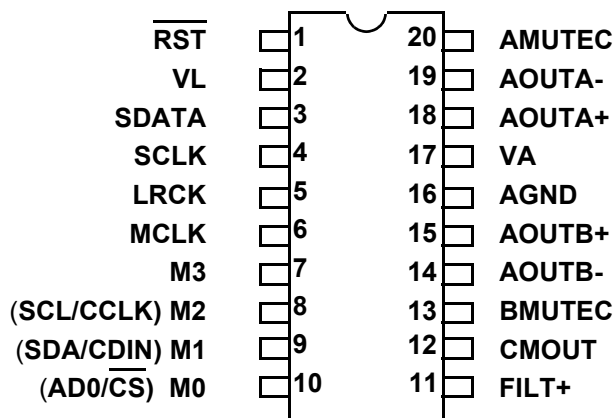 RST 1 20 AMUTEC
VL 2 19 AOUTA-
SDATA 3 18 AOUTA+
SCLK 4 17 VA
LRCK 5 16 AGND
MCLK 6 15 AOUTB+
M3 7 14 AOUTB-
(SCL/CCLK) M2 8 13 BMUTEC
(SDA/CDIN) M1 9 12 CMOUT
(AD0/CS) M0 10 11 FILT+